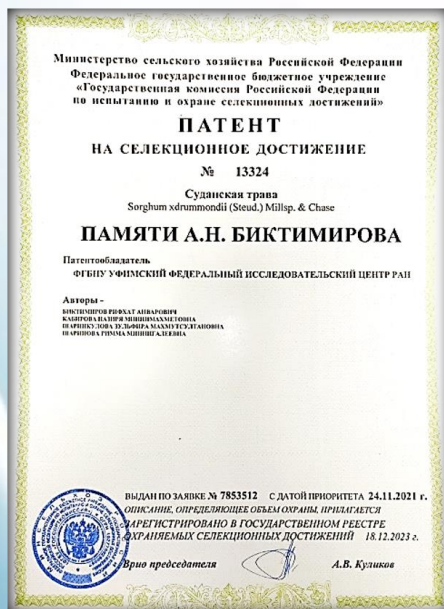 Министерство сельского хозяйства Российской Федерации
Федеральное государственное бюджетное учреждение
«Государственная комиссия Российской Федерации
по испытанию и охране селекционных достижений»
ПАТЕНТ
НА СЕЛЕКЦИОННОЕ ДОСТИЖЕНИЕ
№ 13324
Суданская трава
Sorghum xdrummondii (Steud.) Millsp. & Chase
ПАМЯТИ А.Н. БИКТИМИРОВА
Патентообладатель
ФГБНУ УФИМСКИЙ ФЕДЕРАЛЬНЫЙ ИССЛЕДОВАТЕЛЬСКИЙ ЦЕНТР РАН
Авторы -
БИКТИМИРОВ РИФХАТ АНВАРОВИЧ
КАБИРОВА НАЗИРЯ МИНИМАХМЕТОВНА
ШАРИПКУЛОВА ЗУЛЬФИРА МАХМУТСУЛТАНОВНА
ШАРИПОВА РИММА МИННИГАЛЕЕВНА
ВЫДАН ПО ЗАЯВКЕ № 7853512 С ДАТОЙ ПРИОРИТЕТА 24.11.2021 г.
ОПИСАНИЕ, ОПРЕДЕЛЯЮЩЕЕ ОБЪЕМ ОХРАНЫ, ПРИЛАГАЕТСЯ
ЗАРЕГИСТРИРОВАНО В ГОСУДАРСТВЕННОМ РЕЕСТРЕ
ОХРАНЯЕМЫХ СЕЛЕКЦИОННЫХ ДОСТИЖЕНИЙ 18.12.2023 г.
Врио председателя А.В. Куликов